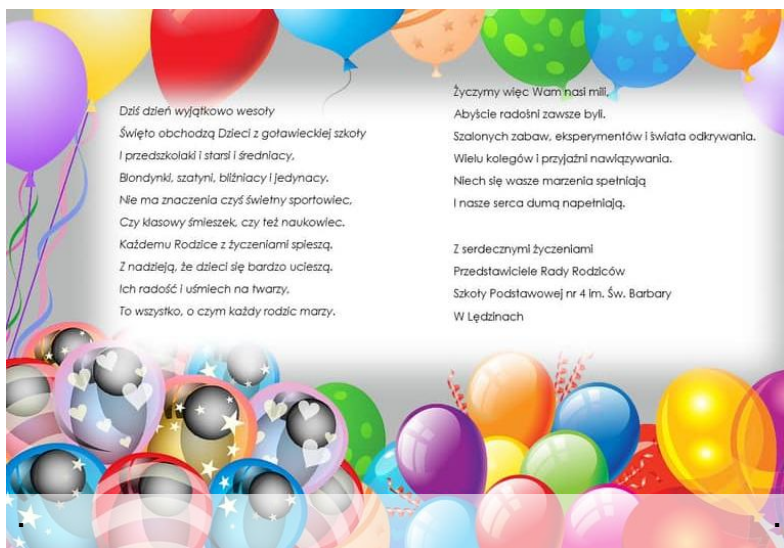 Dziś dzień wyjątkowo wesoły
Święto obchodzą Dzieci z goławieckiej szkoły
I przedszkolaki i starsi i średniacy,
Blondynki, szatyni, bliźniacy i jedynacy.
Nie ma znaczenia czyś świetny sportowiec,
Czy klasowy śmieszek, czy też naukowiec.
Każdemu Rodzice z życzeniami spieszą.
Z nadzieją, że dzieci się bardzo ucieszą.
Ich radość i uśmiech na twarzy,
To wszystko, o czym każdy rodzic marzy.
Życzymy więc Wam nasi mili,
Abyście radośni zawsze byli.
Szalonych zabaw, eksperymentów i świata odkrywania.
Wielu kolegów i przyjaźni nawiązywania.
Niech się wasze marzenia spełniają
I nasze serca dumą napełniają.
Z serdecznymi życzeniami
Przedstawiciele Rady Rodziców
Szkoły Podstawowej nr 4 im. Św. Barbary
W Lędzinach